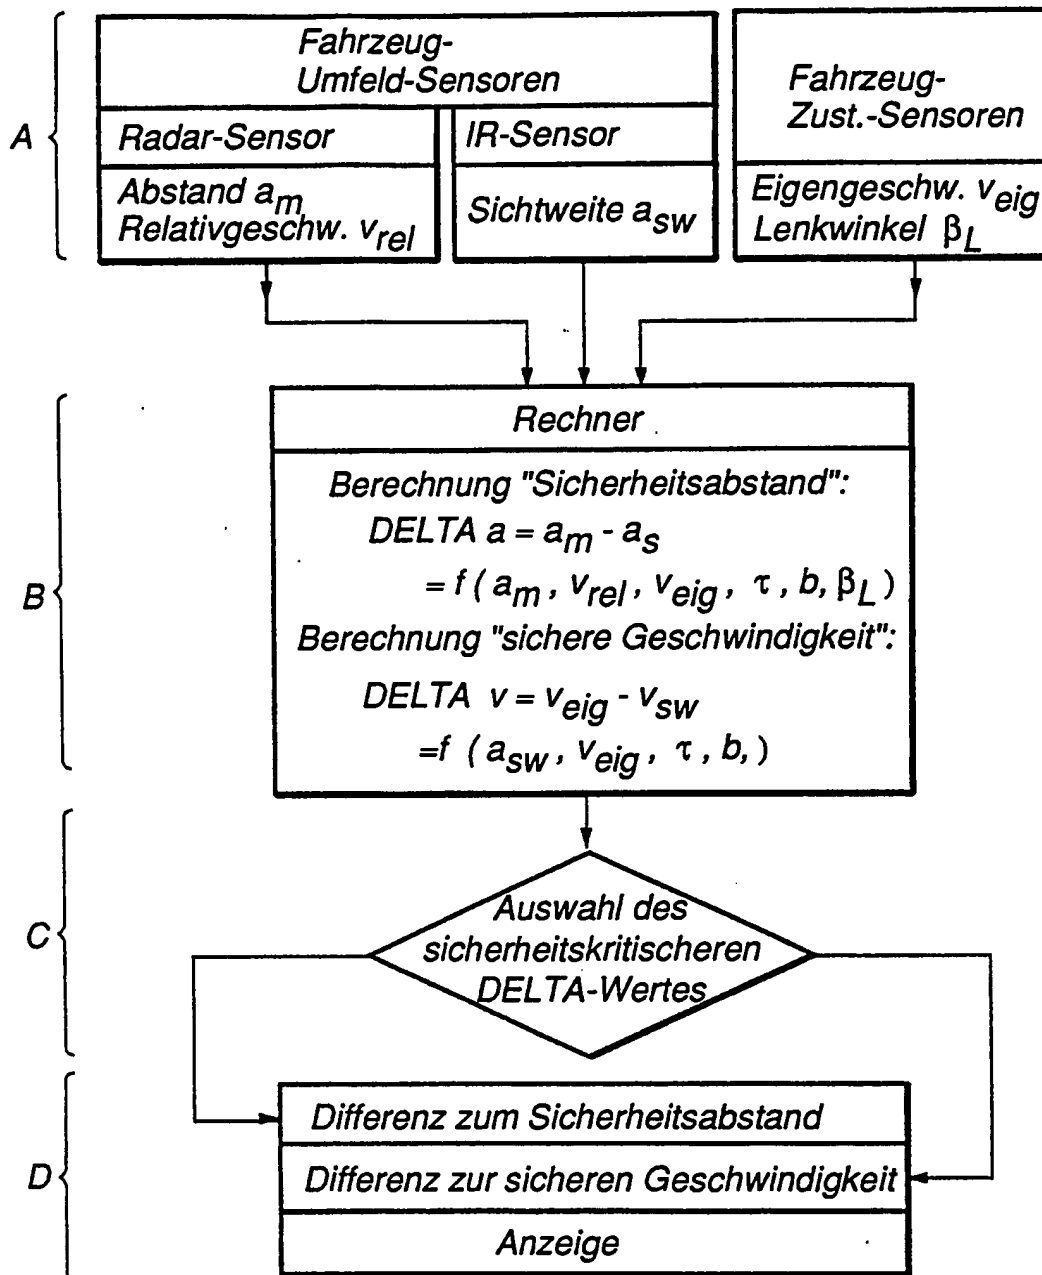 A
Fahrzeug-
Umfeld-Sensoren
Radar-Sensor
Abstand a_m
Relativgeschw. v_rel
IR-Sensor
Sichtweite a_sw
Fahrzeug-
Zust.-Sensoren
Eigengeschw. v_eig
Lenkwinkel β_L
B
Rechner
Berechnung "Sicherheitsabstand":
DELTA a = a_m - a_s
= f ( a_m , v_rel , v_eig , τ , b, β_L )
Berechnung "sichere Geschwindigkeit":
DELTA v = v_eig - v_sw
=f ( a_sw , v_eig , τ , b, )
C
Auswahl des
sicherheitskritischeren
DELTA-Wertes
D
Differenz zum Sicherheitsabstand
Differenz zur sicheren Geschwindigkeit
Anzeige